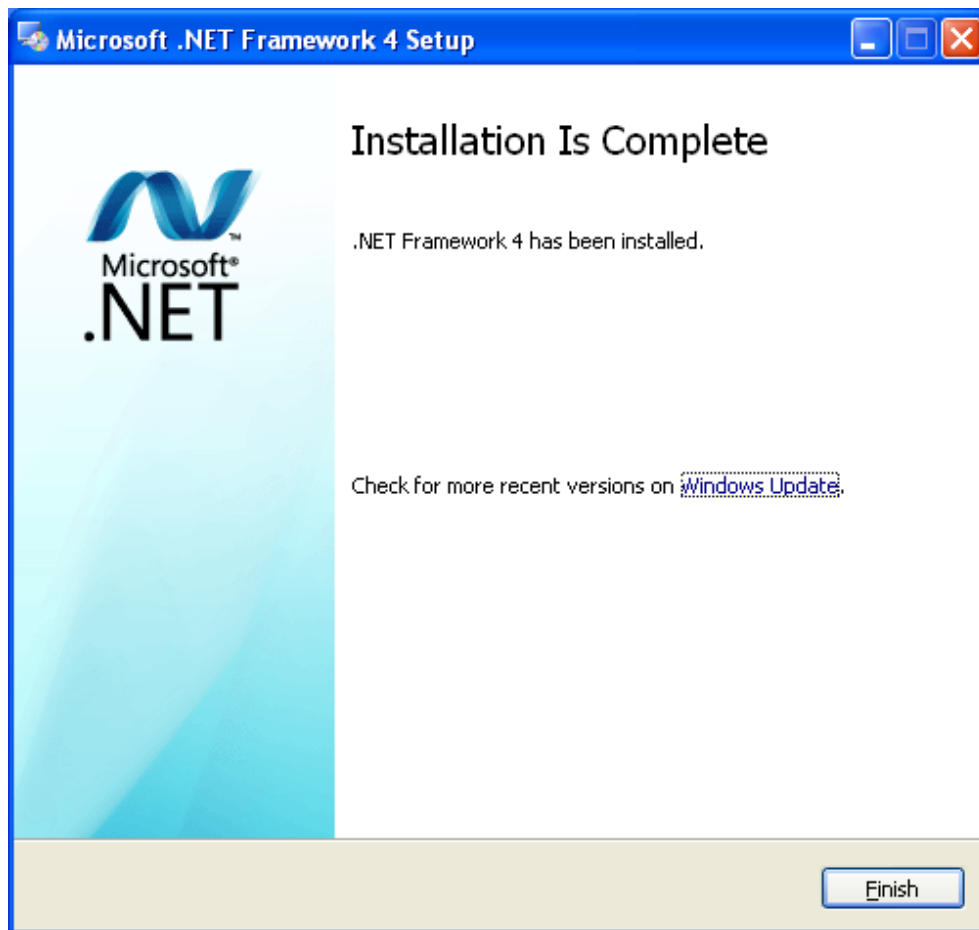 Microsoft .NET Framework 4 Setup
Installation Is Complete
Microsoft®
.NET™
.NET Framework 4 has been installed.
Check for more recent versions on Windows Update.
Finish